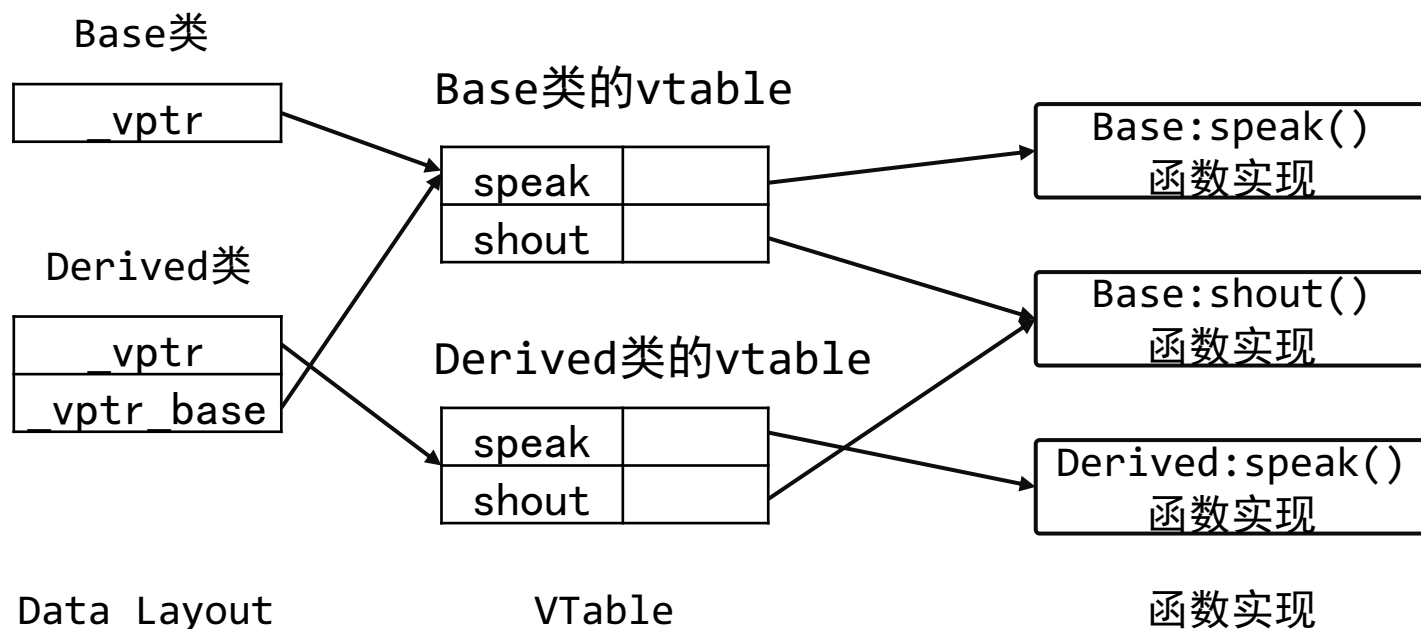 Base类
_vptr
Derived类
_vptr
_vptr_base
Data Layout
Base类的vtable
speak
shout
Derived类的vtable
speak
shout
VTable
Base:speak()
函数实现
Base:shout()
函数实现
Derived:speak()
函数实现
函数实现